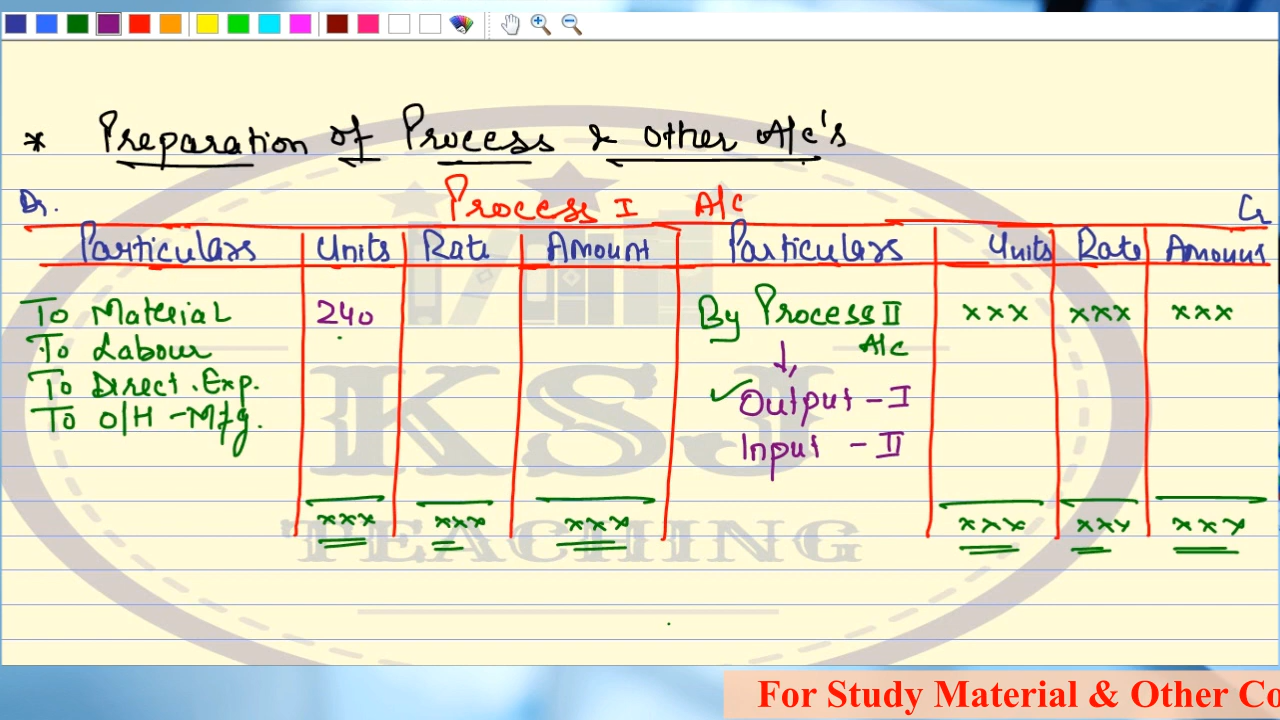 * Preparation of Process & other A/c's
Dr. Process I A/c Cr
Particulars Units Rate Amount Particulars Units Rate Amount
To Material 240 By Process II xxx xxx xxx
To Labour A/c
To Direct. Exp. Output - I
To O/H - Mfg. Input - II
xxx xxx xxx xxx xxx xxx
KSJ
TEACHING
For Study Material & Other Co